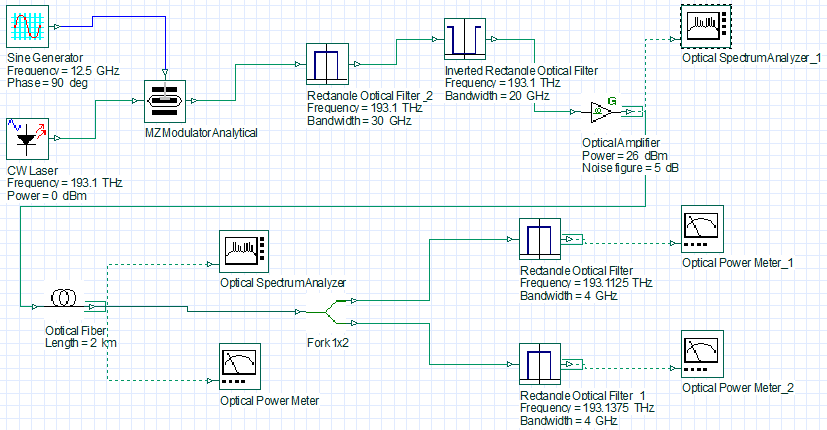 Sine Generator
Frequency = 12.5 GHz
Phase = 90 deg
CW Laser
Frequency = 193.1 THz
Power = 0 dBm
MZ Modulator Analytical
Rectangle Optical Filter_2
Frequency = 193.1 THz
Bandwidth = 30 GHz
Inverted Rectangle Optical Filter
Frequency = 193.1 THz
Bandwidth = 20 GHz
G
Optical Amplifier
Power = 26 dBm
Noise figure = 5 dB
Optical Spectrum Analyzer_1
Optical Fiber
Length = 2 km
Optical Spectrum Analyzer
Optical Power Meter
Fork 1x2
Rectangle Optical Filter
Frequency = 193.1125 THz
Bandwidth = 4 GHz
Optical Power Meter_1
Rectangle Optical Filter_1
Frequency = 193.1375 THz
Bandwidth = 4 GHz
Optical Power Meter_2